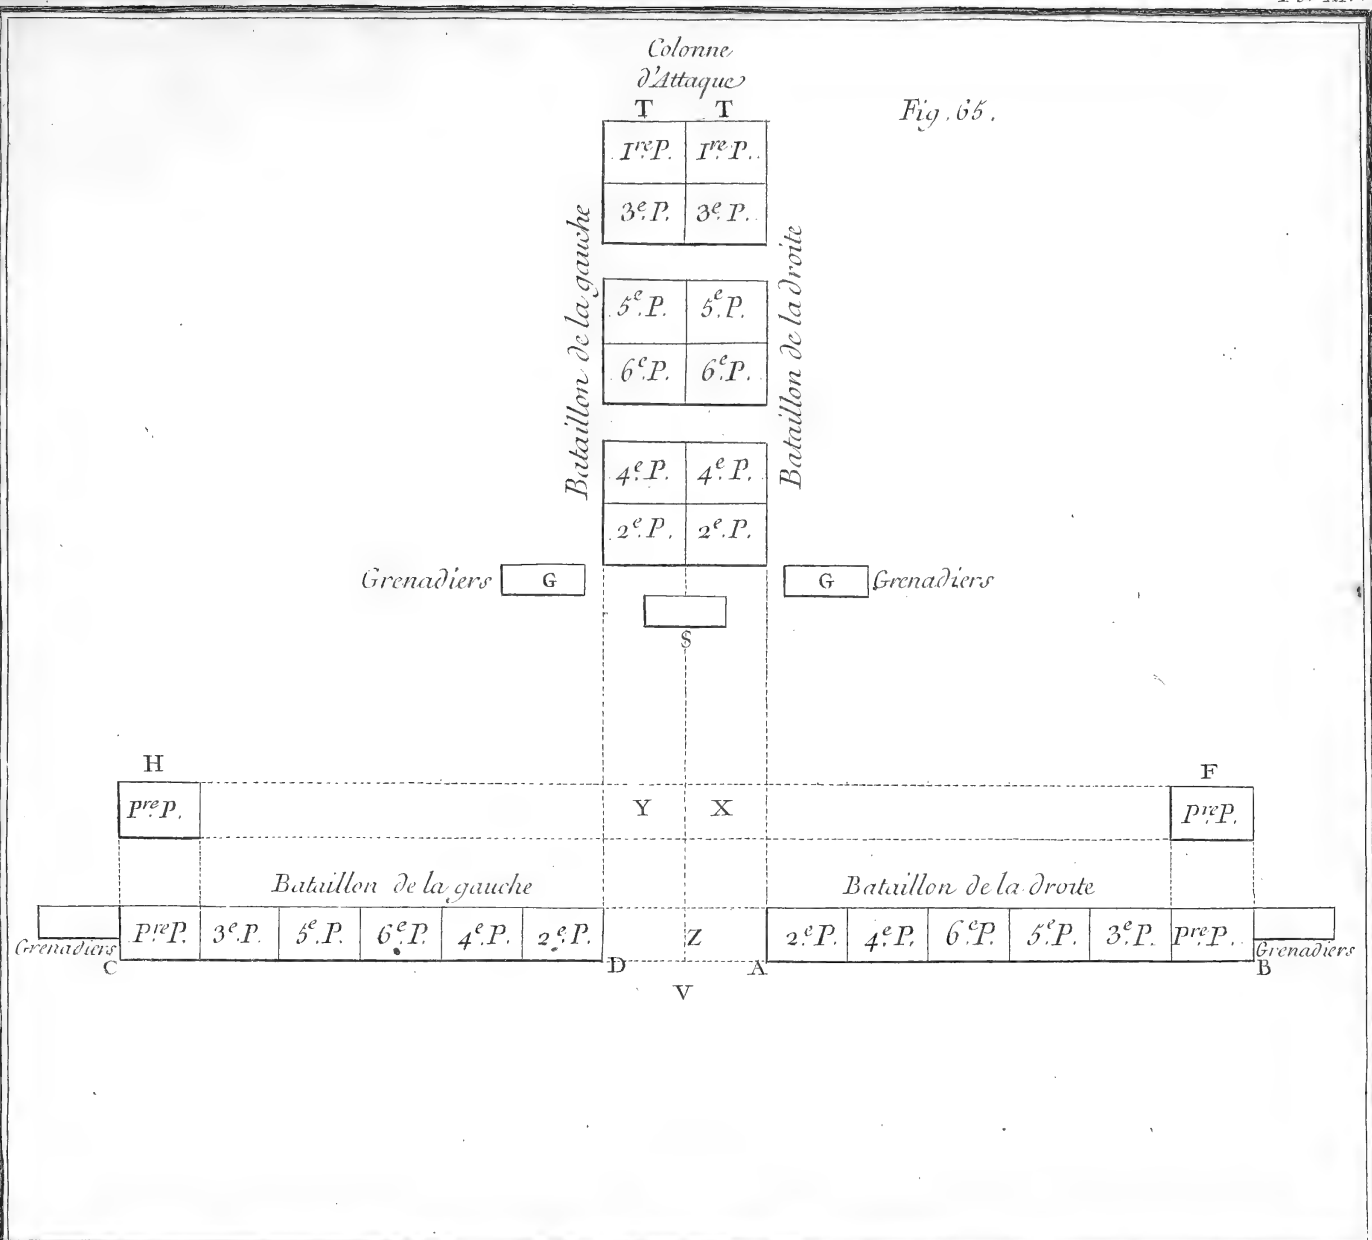 Colonne
d'Attaque
T T
Fig. 65.
1re P. 1re P.
3e P. 3e P.
5e P. 5e P.
6e P. 6e P.
4e P. 4e P.
2e P. 2e P.
Bataillon de la gauche
Bataillon de la droite
Grenadiers G
G Grenadiers
S
H
F
Pre P.
Y X
Pre P.
Bataillon de la gauche
Bataillon de la droite
Grenadiers Pre P. 3e P. 5e P. 6e P. 4e P. 2e P. Z 2e P. 4e P. 6e P. 5e P. 3e P. Pre P. Grenadiers
C D A B
V